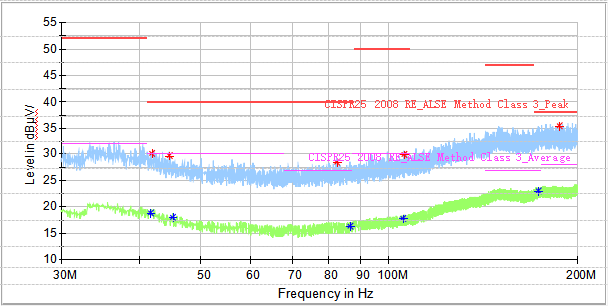 55
50
45
40
35
30
25
20
15
10
Level in dBµV/
CISPR25 2008 RE_ALSE Method Class 3_Peak
CISPR25 2008 RE_ALSE Method Class 3_Average
30M 50 60 70 80 90 100M 200M
Frequency in Hz